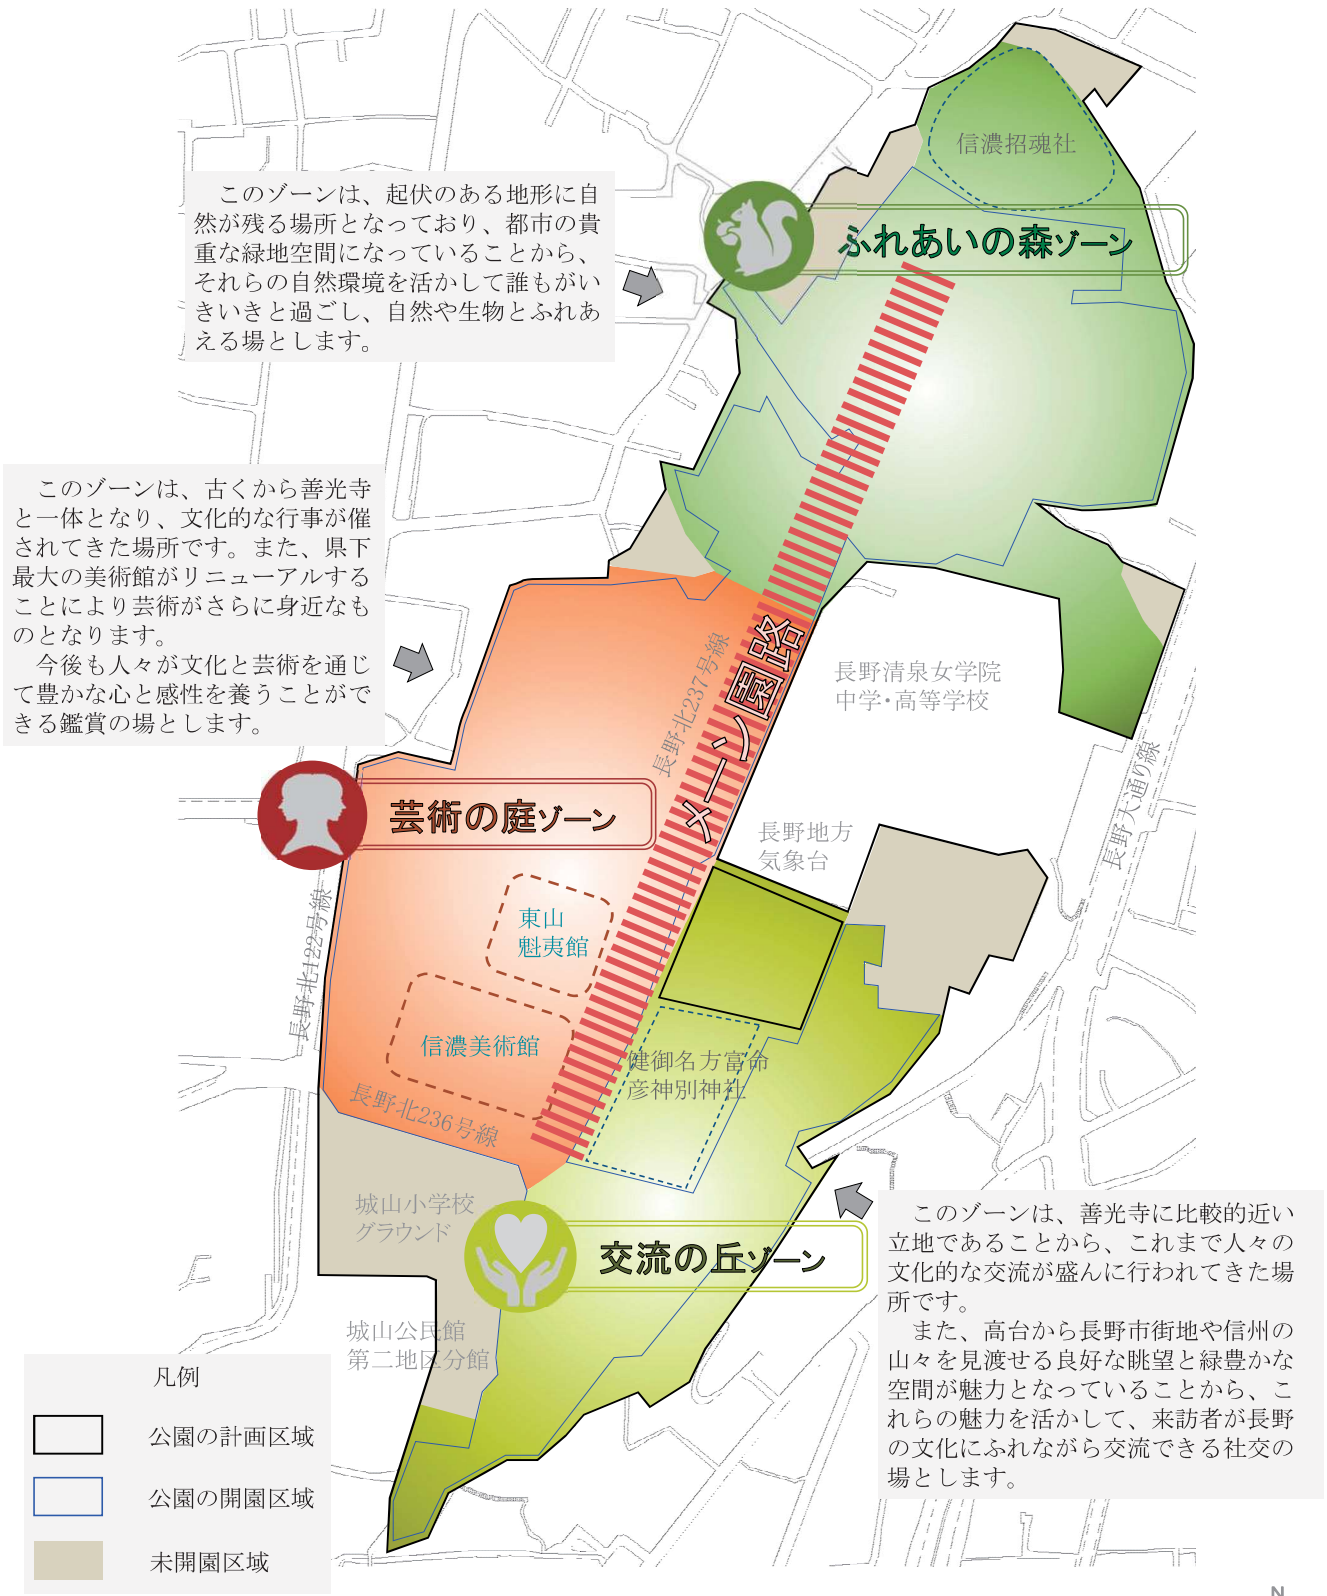 信濃招魂社
このゾーンは、起伏のある地形に自
然が残る場所となっており、都市の貴
重な緑地空間になっていることから、
それらの自然環境を活かして誰もがい
きいきと過ごし、自然や生物とふれあ
える場とします。
ふれあいの森ゾーン
このゾーンは、古くから善光寺
と一体となり、文化的な行事が催
されてきた場所です。また、県下
最大の美術館がリニューアルする
ことにより芸術がさらに身近なも
のとなります。
今後も人々が文化と芸術を通じ
て豊かな心と感性を養うことがで
きる鑑賞の場とします。
メーン園路
長野北237号線
長野清泉女学院
中学・高等学校
長野大通り線
芸術の庭ゾーン
長野地方
気象台
長野北122号線
東山
魁夷館
信濃美術館
健御名方富命
彦神別神社
長野北236号線
城山小学校
グラウンド
交流の丘ゾーン
このゾーンは、善光寺に比較的近い
立地であることから、これまで人々の
文化的な交流が盛んに行われてきた場
所です。
また、高台から長野市街地や信州の
山々を見渡せる良好な眺望と緑豊かな
空間が魅力となっていることから、こ
れらの魅力を活かして、来訪者が長野
の文化にふれながら交流できる社交の
場とします。
城山公民館
第二地区分館
凡例
公園の計画区域
公園の開園区域
未開園区域
N